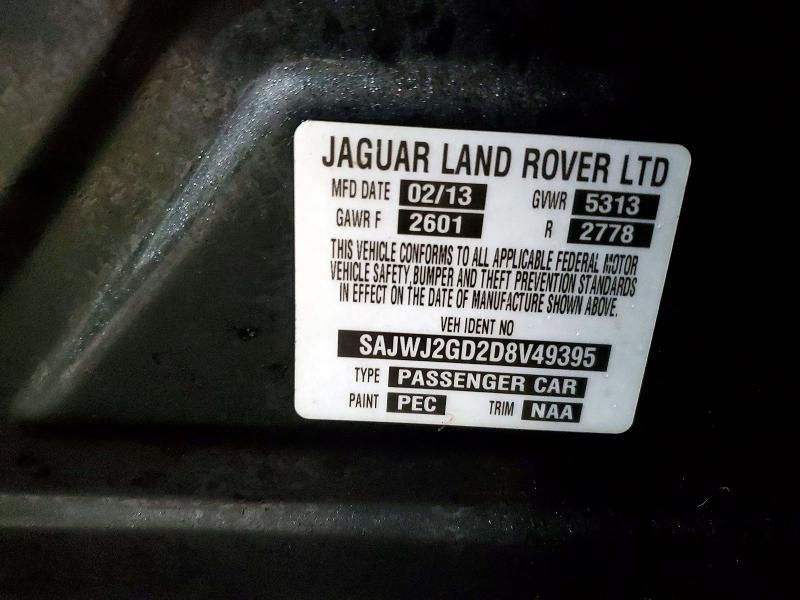 JAGUAR LAND ROVER LTD
MFD DATE 02/13 GVWR 5313
GAWR F 2601 R 2778
THIS VEHICLE CONFORMS TO ALL APPLICABLE FEDERAL MOTOR
VEHICLE SAFETY, BUMPER AND THEFT PREVENTION STANDARDS
IN EFFECT ON THE DATE OF MANUFACTURE SHOWN ABOVE.
VEH IDENT NO
SAJWJ2GD2D8V49395
TYPE PASSENGER CAR
PAINT PEC TRIM NAA